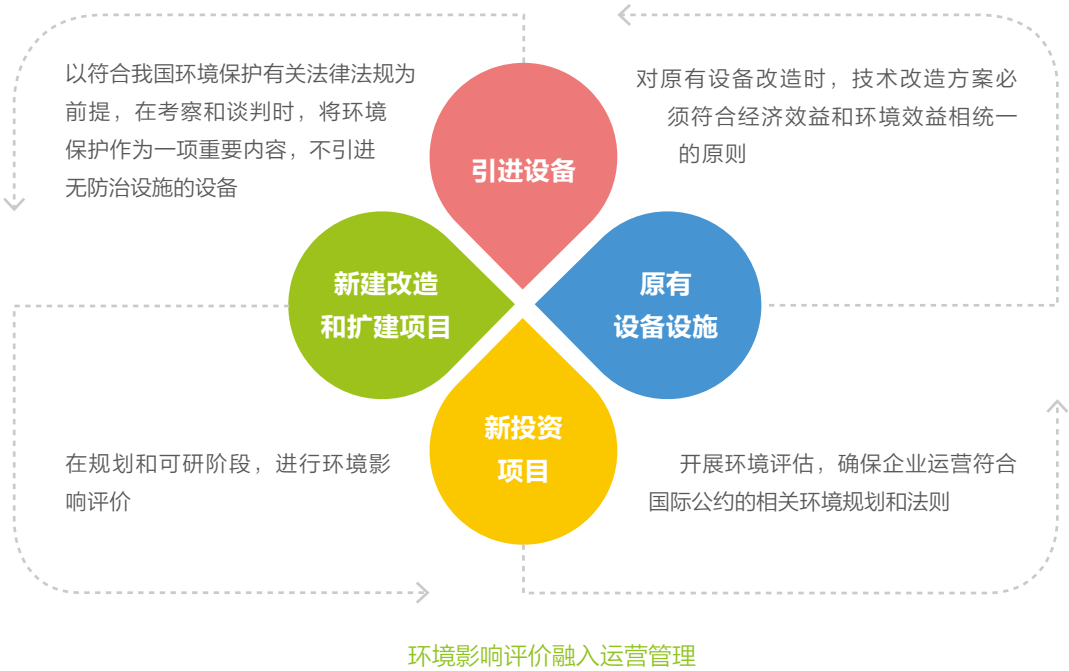 以符合我国环境保护有关法律法规为
前提，在考察和谈判时，将环境
保护作为一项重要内容，不引进
无防治设施的设备
引进设备
对原有设备改造时，技术改造方案必
须符合经济效益和环境效益相统一
的原则
新建改造
和扩建项目
原有
设备设施
新投资
项目
在规划和可研阶段，进行环境影
响评价
开展环境评估，确保企业运营符合
国际公约的相关环境规划和法则
环境影响评价融入运营管理